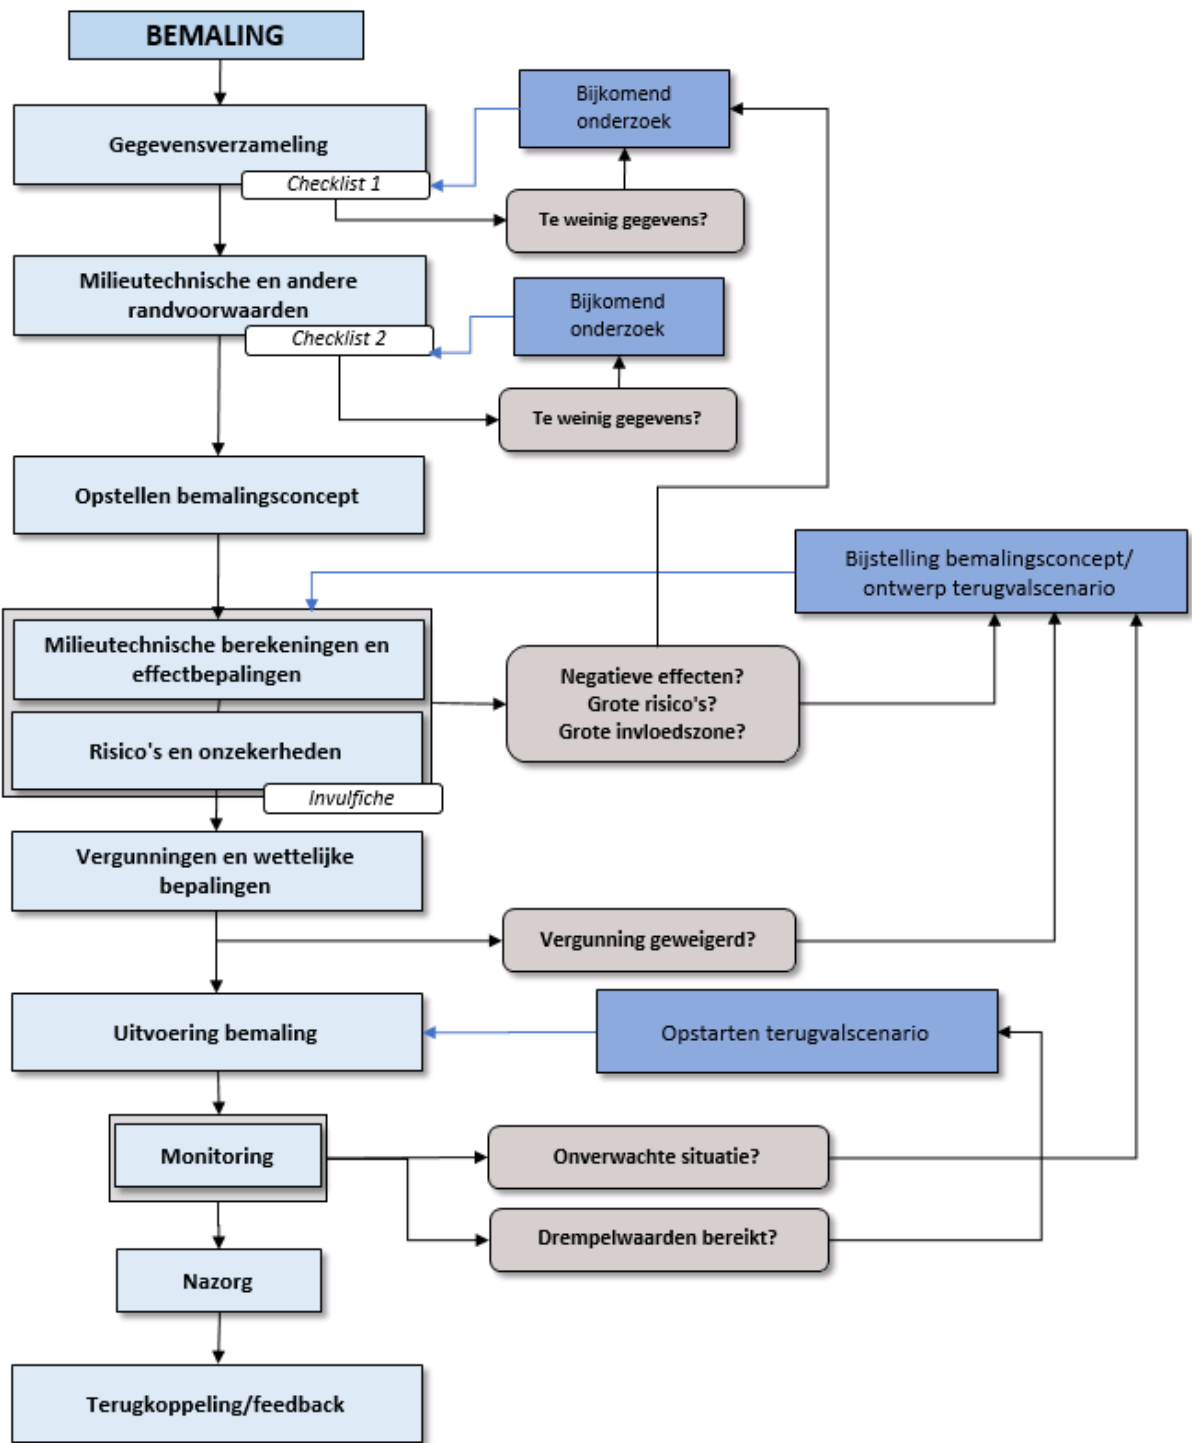 BEMALING
Bijkomend
onderzoek
Gegevensverzameling
Checklist 1
Te weinig gegevens?
Milieutechnische en andere
randvoorwaarden
Bijkomend
onderzoek
Checklist 2
Te weinig gegevens?
Opstellen bemalingsconcept
Bijstelling bemalingsconcept/
ontwerp terugvalscenario
Milieutechnische berekeningen en
effectbepalingen
Negatieve effecten?
Grote risico's?
Grote invloedszone?
Risico's en onzekerheden
Invulfiche
Vergunningen en wettelijke
bepalingen
Vergunning geweigerd?
Uitvoering bemaling
Opstarten terugvalscenario
Monitoring
Onverwachte situatie?
Drempelwaarden bereikt?
Nazorg
Terugkoppeling/feedback